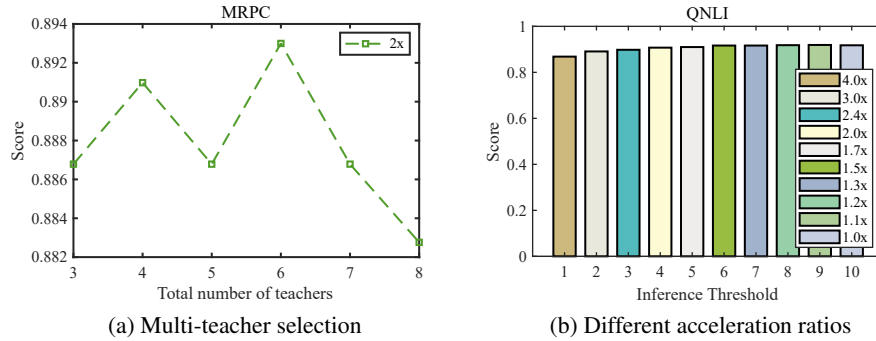 MRPC
0.894
0.892
0.89
0.888
0.886
0.884
0.882
Score
2x
3 4 5 6 7 8
Total number of teachers
(a) Multi-teacher selection
QNLI
1
0.8
0.6
0.4
0.2
0
Score
4.0x
3.0x
2.4x
2.0x
1.7x
1.5x
1.3x
1.2x
1.1x
1.0x
1 2 3 4 5 6 7 8 9 10
Inference Threshold
(b) Different acceleration ratios